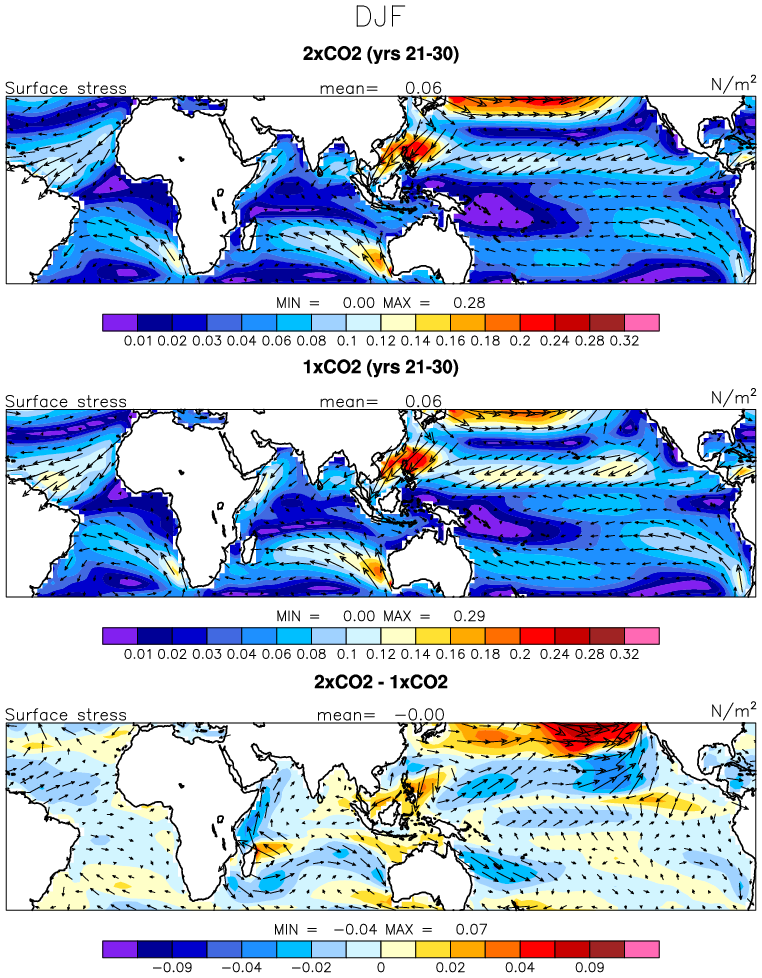 DJF
2xCO2 (yrs 21-30)
Surface stress mean= 0.06 N/m²
MIN = 0.00 MAX = 0.28
0.01 0.02 0.03 0.04 0.06 0.08 0.1 0.12 0.14 0.16 0.18 0.2 0.24 0.28 0.32
1xCO2 (yrs 21-30)
Surface stress mean= 0.06 N/m²
MIN = 0.00 MAX = 0.29
0.01 0.02 0.03 0.04 0.06 0.08 0.1 0.12 0.14 0.16 0.18 0.2 0.24 0.28 0.32
2xCO2 - 1xCO2
Surface stress mean= −0.00 N/m²
MIN = −0.04 MAX = 0.07
−0.09 −0.04 −0.02 0 0.02 0.04 0.09